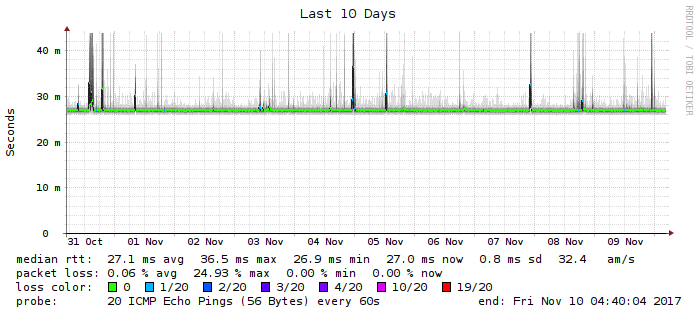 Last 10 Days
RRDTOOL / TOBI OETIKER
Seconds
40 m
30 m
20 m
10 m
0
31 Oct 01 Nov 02 Nov 03 Nov 04 Nov 05 Nov 06 Nov 07 Nov 08 Nov 09 Nov
median rtt: 27.1 ms avg 36.5 ms max 26.9 ms min 27.0 ms now 0.8 ms sd 32.4 am/s
packet loss: 0.06 % avg 24.93 % max 0.00 % min 0.00 % now
loss color: 0 1/20 2/20 3/20 4/20 10/20 19/20
probe: 20 ICMP Echo Pings (56 Bytes) every 60s end: Fri Nov 10 04:40:04 2017